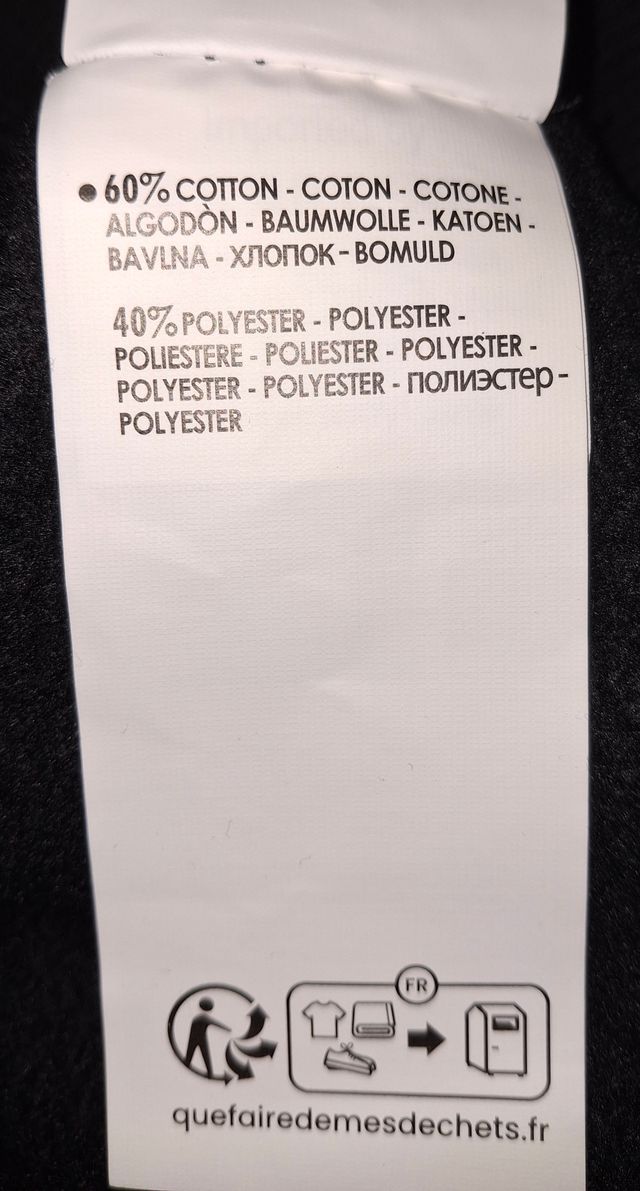 ● 60% COTTON - COTON - COTONE -
ALGODÒN - BAUMWOLLE - KATOEN -
BAVLNA - ХЛОПОК - BOMULD
40% POLYESTER - POLYESTER -
POLIESTERE - POLIESTER - POLYESTER -
POLYESTER - POLYESTER - ПОЛИЭСТЕР -
POLYESTER
FR
quefairedemesdechets.fr